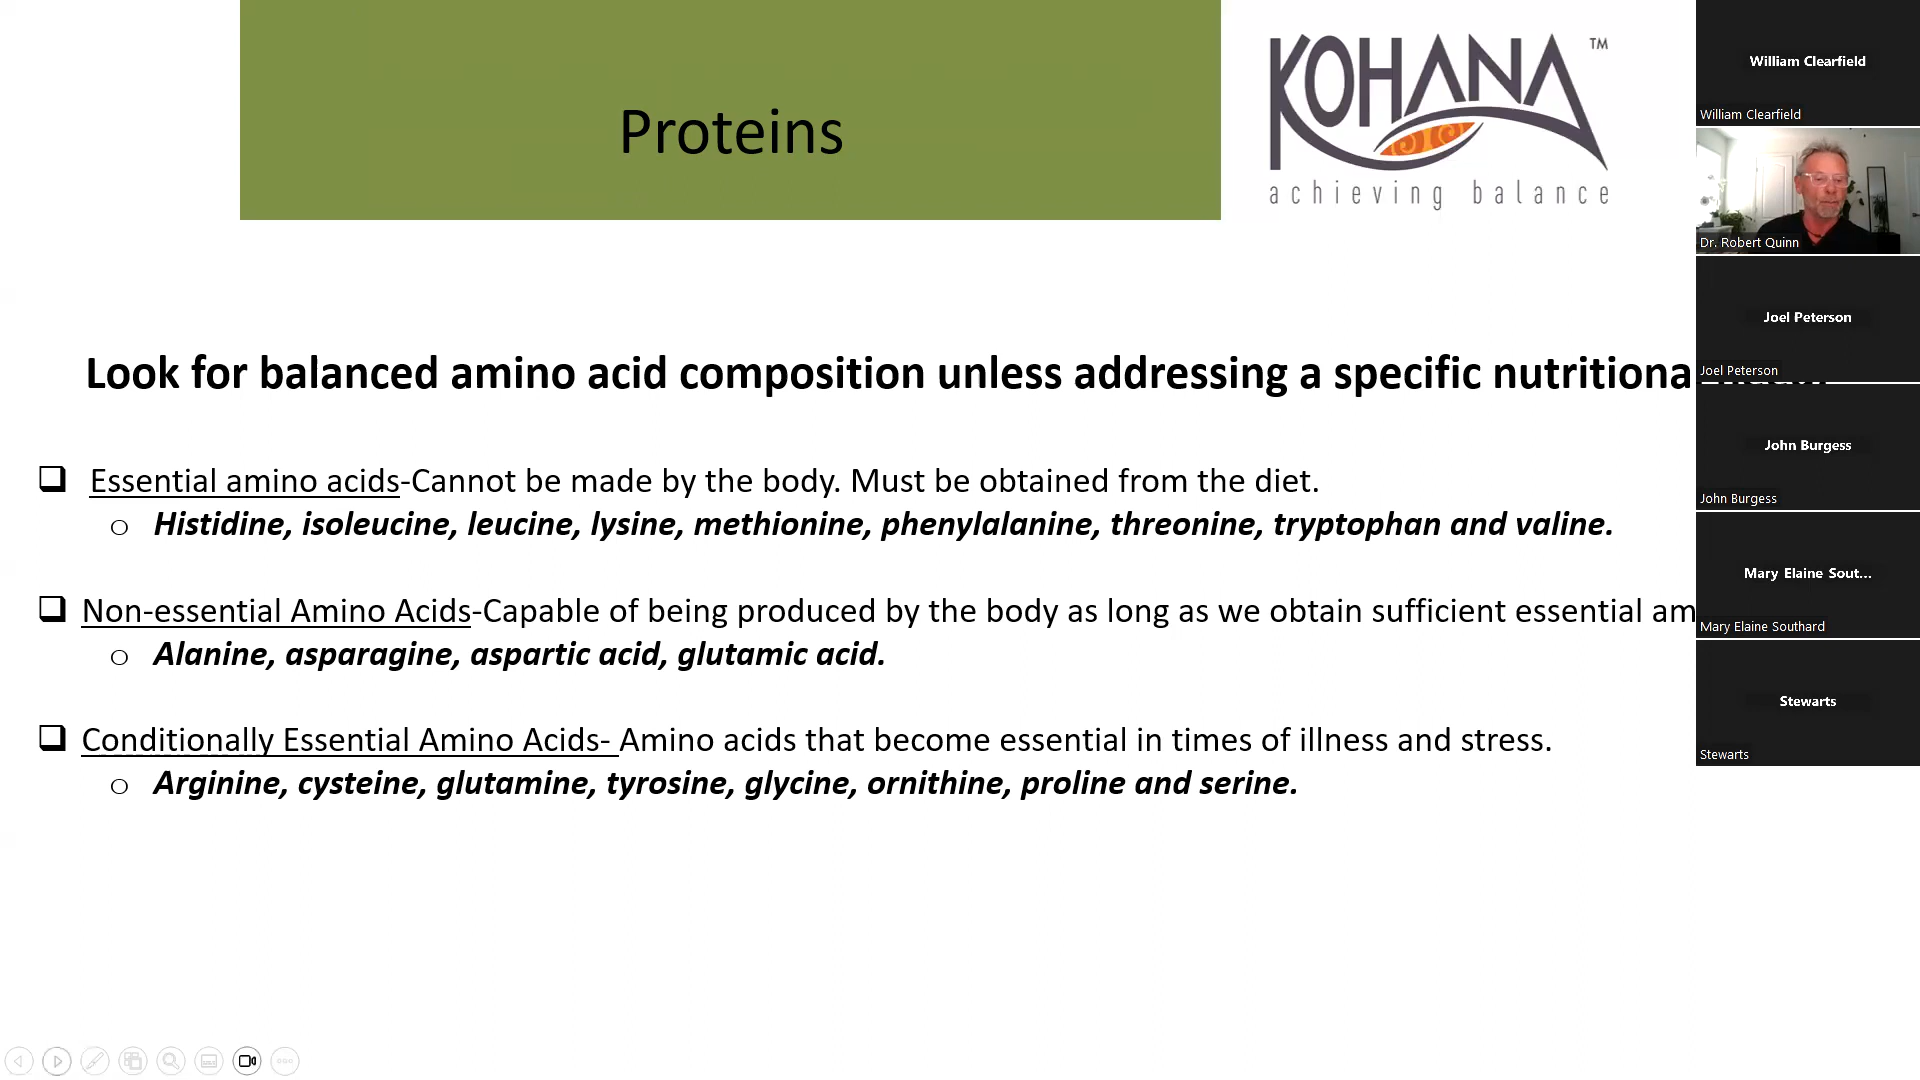 Proteins
KOHANA
TM
achieving balance
Look for balanced amino acid composition unless addressing a specific
Essential amino acids-Cannot be made by the body. Must be obtained from the diet.
Histidine, isoleucine, leucine, lysine, methionine, phenylalanine, threonine, tryptophan and valine.
Non-essential Amino Acids-Capable of being produced by the body as long as we obtain sufficient essential
Alanine, asparagine, aspartic acid, glutamic acid.
Conditionally Essential Amino Acids- Amino acids that become essential in times of illness and stress.
Arginine, cysteine, glutamine, tyrosine, glycine, ornithine, proline and serine.
William Clearfield
William Clearfield
Dr. Robert Quinn
Joel Peterson
Joel Peterson
John Burgess
John Burgess
Mary Elaine Sout...
Mary Elaine Southard
Stewarts
Stewarts